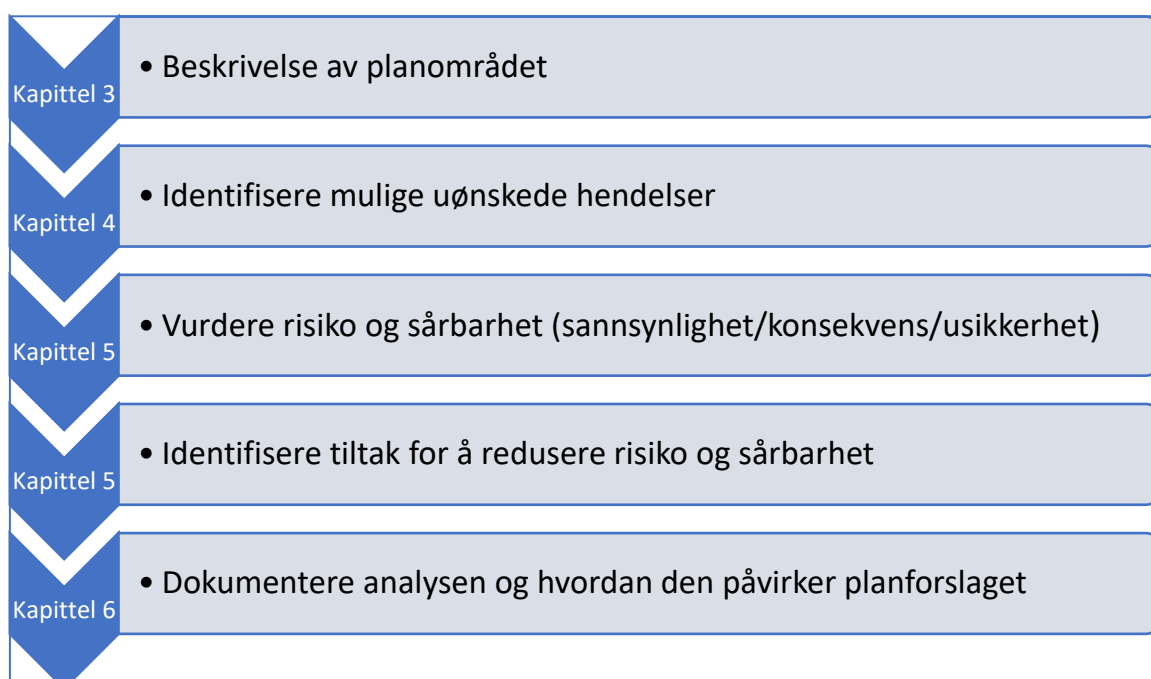 Kapittel 3
• Beskrivelse av planområdet
Kapittel 4
• Identifisere mulige uønskede hendelser
Kapittel 5
• Vurdere risiko og sårbarhet (sannsynlighet/konsekvens/usikkerhet)
Kapittel 5
• Identifisere tiltak for å redusere risiko og sårbarhet
Kapittel 6
• Dokumentere analysen og hvordan den påvirker planforslaget